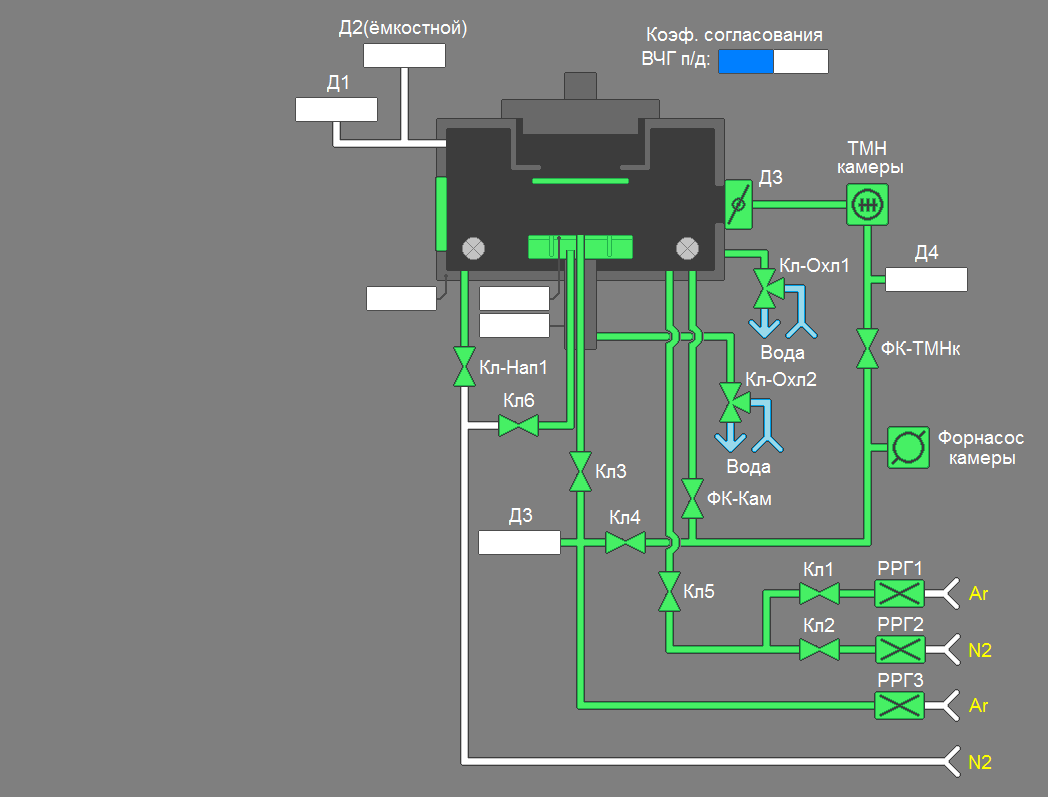 Д2(ёмкостной)
Коэф. согласования
ВЧГ п/д:
Д1
ТМН
камеры
Д3
Д4
Кл-Охл1
Вода
ФК-ТМНк
Кл-Нап1
Кл-Охл2
Кл6
Форнасос
камеры
Вода
Кл3
ФК-Кам
Д3
Кл4
Кл1
РРГ1
Ar
Кл5
Кл2
РРГ2
N2
РРГ3
Ar
N2